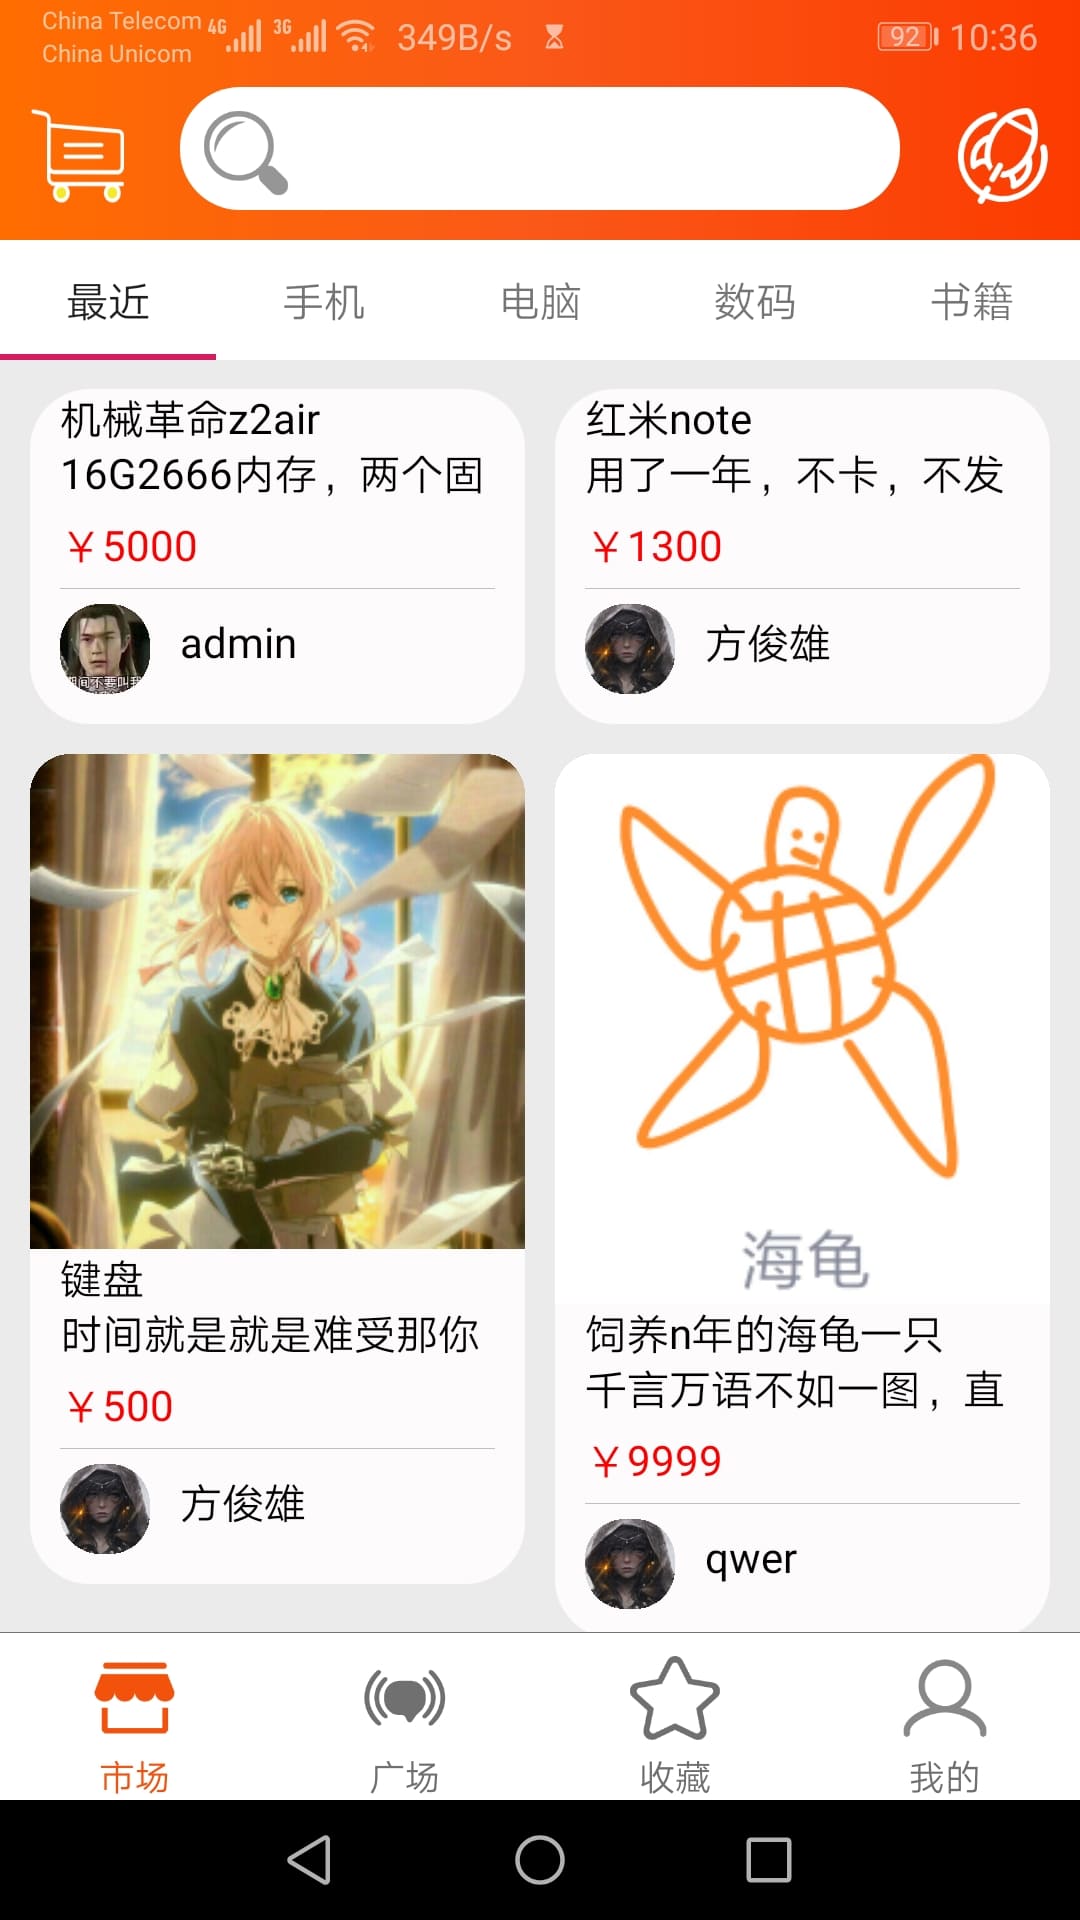 China Telecom 4G 3G 349B/s 92 10:36
China Unicom
最近 手机 电脑 数码 书籍
机械革命z2air
16G2666内存，两个固
￥5000
admin
红米note
用了一年，不卡，不发
￥1300
方俊雄
键盘
时间就是就是难受那你
￥500
方俊雄
海龟
饲养n年的海龟一只
千言万语不如一图，直
￥9999
qwer
市场 广场 收藏 我的